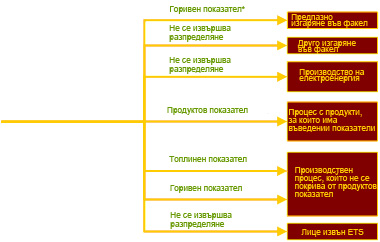 Горивен показател*
Предпазно
изгаряне във факел
Не се извършва
разпределяне
Друго изгаряне
във факел
Не се извършва
разпределяне
Производство на
електроенергия
Продуктов показател
Процес с продукти,
за които има
въведении показатели
Топлинен показател
Горивен показател
Производствен
процес, който не се
покрива от продуктов
показател
Не се извършва
разпределяне
Лице извън ETS